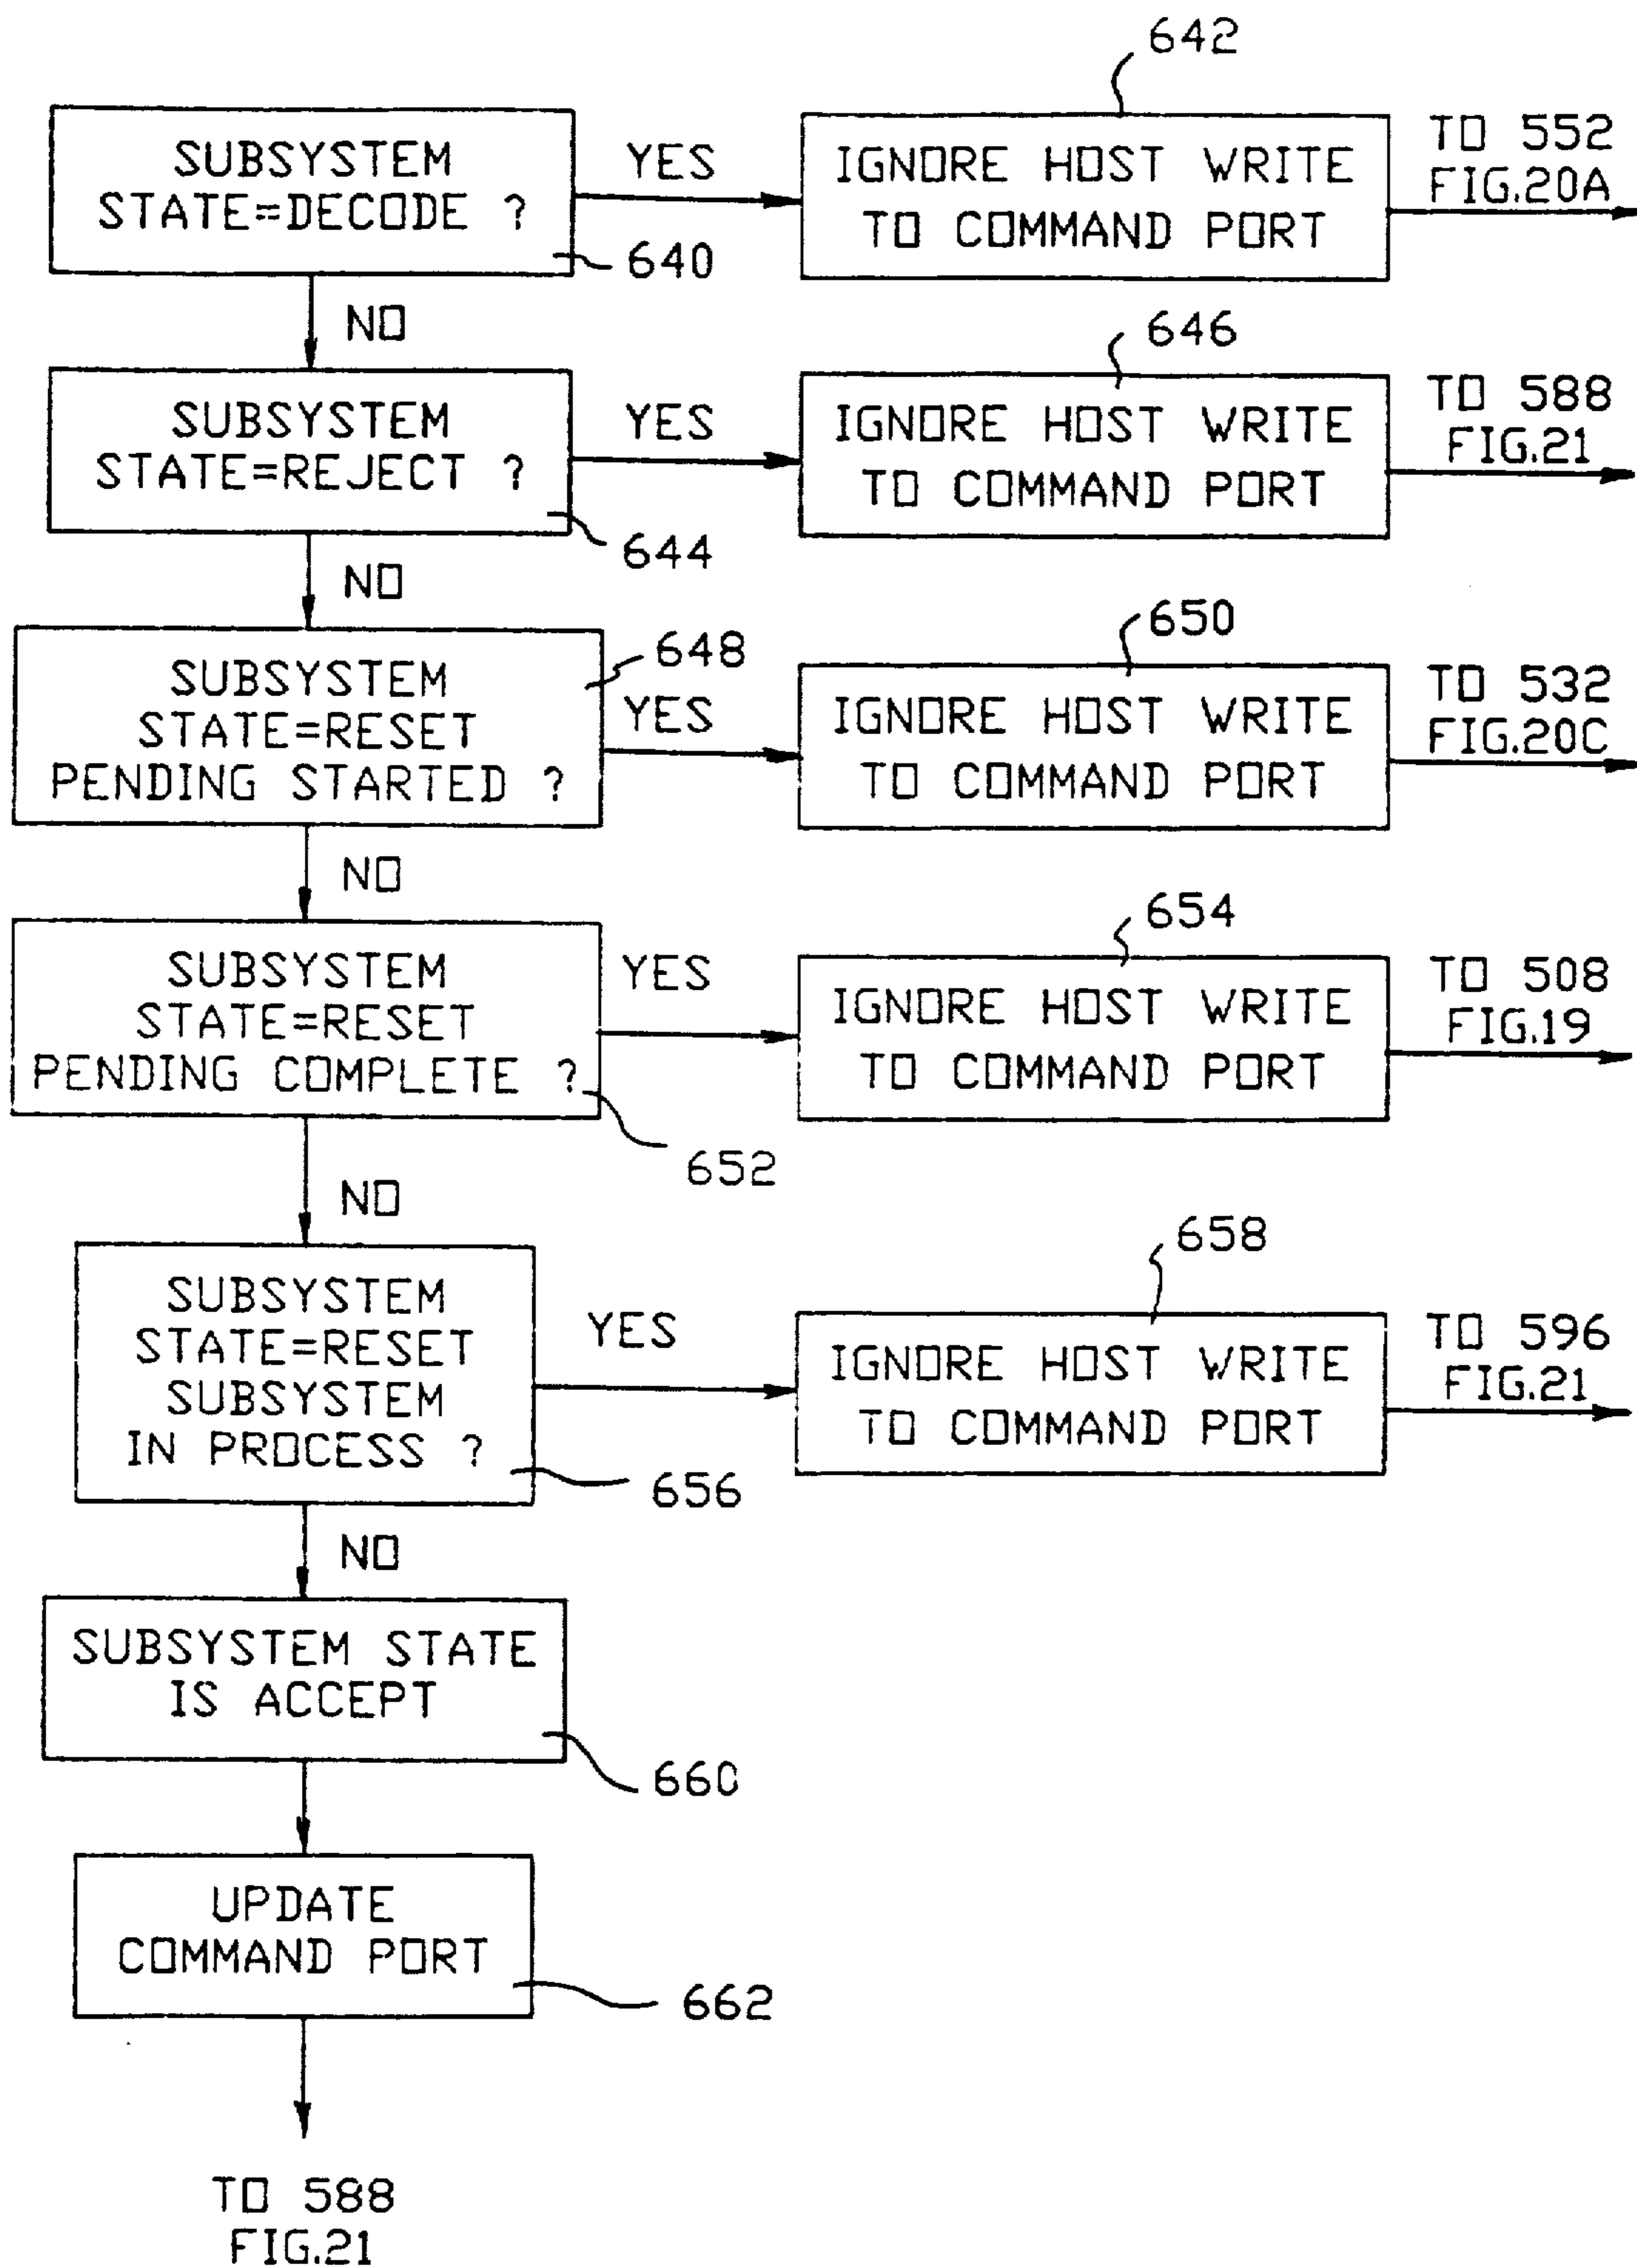 642
SUBSYSTEM
STATE=DECODE ?
640
YES
IGNORE HOST WRITE
TO COMMAND PORT
TO 552
FIG.20A
NO
646
SUBSYSTEM
STATE=REJECT ?
644
YES
IGNORE HOST WRITE
TO COMMAND PORT
TO 588
FIG.21
NO
650
648
SUBSYSTEM
STATE=RESET
PENDING STARTED ?
YES
IGNORE HOST WRITE
TO COMMAND PORT
TO 532
FIG.20C
NO
654
SUBSYSTEM
STATE=RESET
PENDING COMPLETE ?
652
YES
IGNORE HOST WRITE
TO COMMAND PORT
TO 508
FIG.19
NO
658
SUBSYSTEM
STATE=RESET
SUBSYSTEM
IN PROCESS ?
656
YES
IGNORE HOST WRITE
TO COMMAND PORT
TO 596
FIG.21
NO
SUBSYSTEM STATE
IS ACCEPT
660
UPDATE
COMMAND PORT
662
TO 588
FIG.21